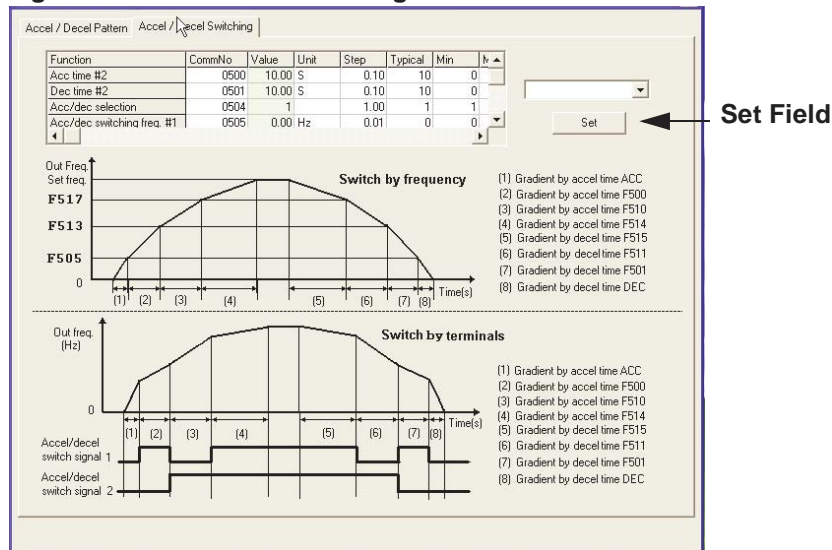 Accel / Decel Pattern
Accel / Decel Switching
Function CommNo Value Unit Step Typical Min
Acc time #2 0500 10.00 S 0.10 10 0
Dec time #2 0501 10.00 S 0.10 10 0
Acc/dec selection 0504 1 1.00 1 1
Acc/dec switching freq. #1 0505 0.00 Hz 0.01 0 0
Set
Set Field
Out Freq.
Set freq.
F517
F513
F505
0
Switch by frequency
(1) (2) (3) (4) (5) (6) (7) (8)
Time(s)
(1) Gradient by accel time ACC
(2) Gradient by accel time F500
(3) Gradient by accel time F510
(4) Gradient by accel time F514
(5) Gradient by decel time F515
(6) Gradient by decel time F511
(7) Gradient by decel time F501
(8) Gradient by decel time DEC
Out freq.
(Hz)
0
Switch by terminals
Time(s)
(1) (2) (3) (4) (5) (6) (7) (8)
Accel/decel
switch signal 1
Accel/decel
switch signal 2
(1) Gradient by accel time ACC
(2) Gradient by accel time F500
(3) Gradient by accel time F510
(4) Gradient by accel time F514
(5) Gradient by decel time F515
(6) Gradient by decel time F511
(7) Gradient by decel time F501
(8) Gradient by decel time DEC